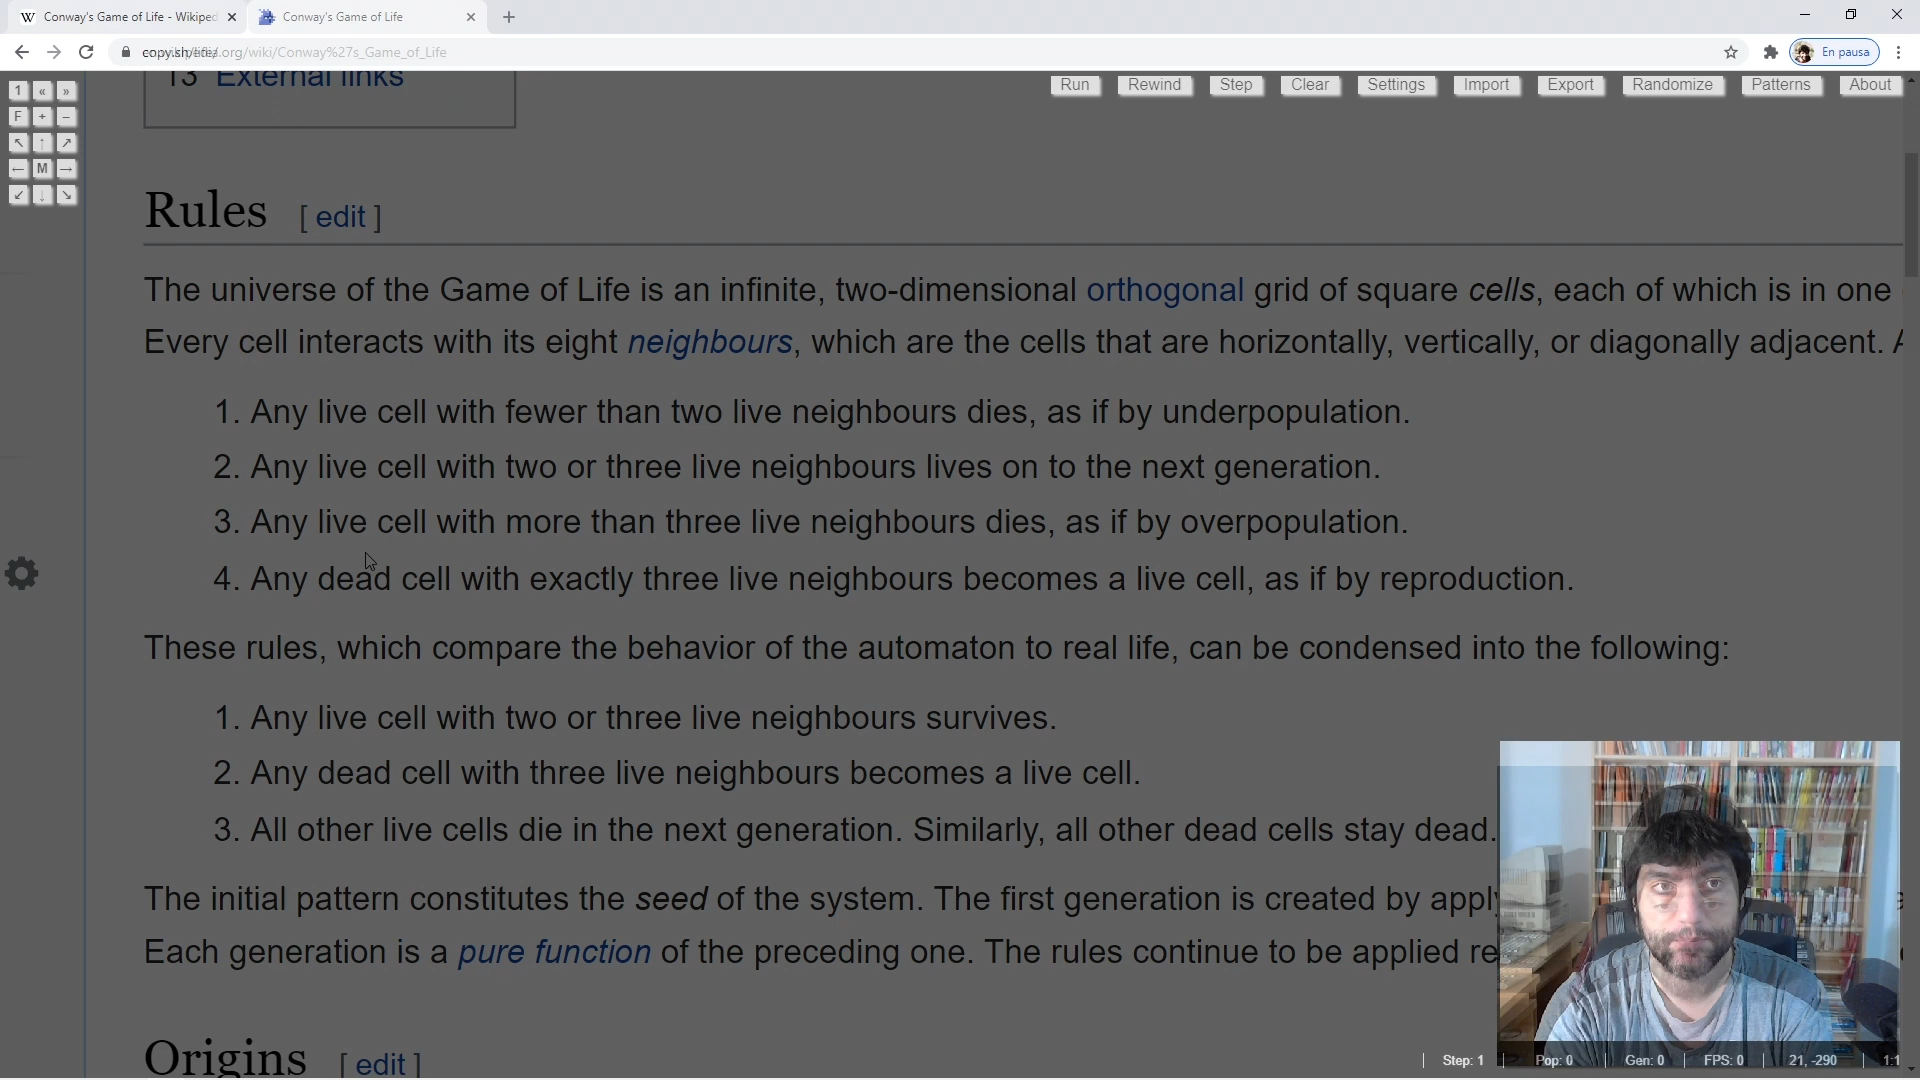 Conway's Game of Life - Wikiped
Conway's Game of Life
En pausa
13 External links
Run Rewind Step Clear Settings Import Export Randomize Patterns About
1 « »
F + −
↖ ↑ ↗
← M →
↙ ↓ ↘
Rules [ edit ]
The universe of the Game of Life is an infinite, two-dimensional orthogonal grid of square cells, each of which is in one
Every cell interacts with its eight neighbours, which are the cells that are horizontally, vertically, or diagonally adjacent. A
1. Any live cell with fewer than two live neighbours dies, as if by underpopulation.
2. Any live cell with two or three live neighbours lives on to the next generation.
3. Any live cell with more than three live neighbours dies, as if by overpopulation.
4. Any dead cell with exactly three live neighbours becomes a live cell, as if by reproduction.
These rules, which compare the behavior of the automaton to real life, can be condensed into the following:
1. Any live cell with two or three live neighbours survives.
2. Any dead cell with three live neighbours becomes a live cell.
3. All other live cells die in the next generation. Similarly, all other dead cells stay dead.
The initial pattern constitutes the seed of the system. The first generation is created by apply
Each generation is a pure function of the preceding one. The rules continue to be applied re
Origins [ edit ]
Step: 1 Pop: 0 Gen: 0 FPS: 0 21, -290 1:1